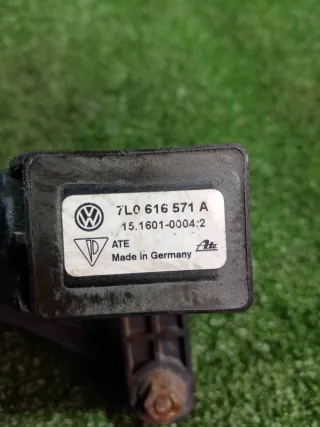 7L0 616 571 A
15.1601-0004.2
ATE
Made in Germany
Ate